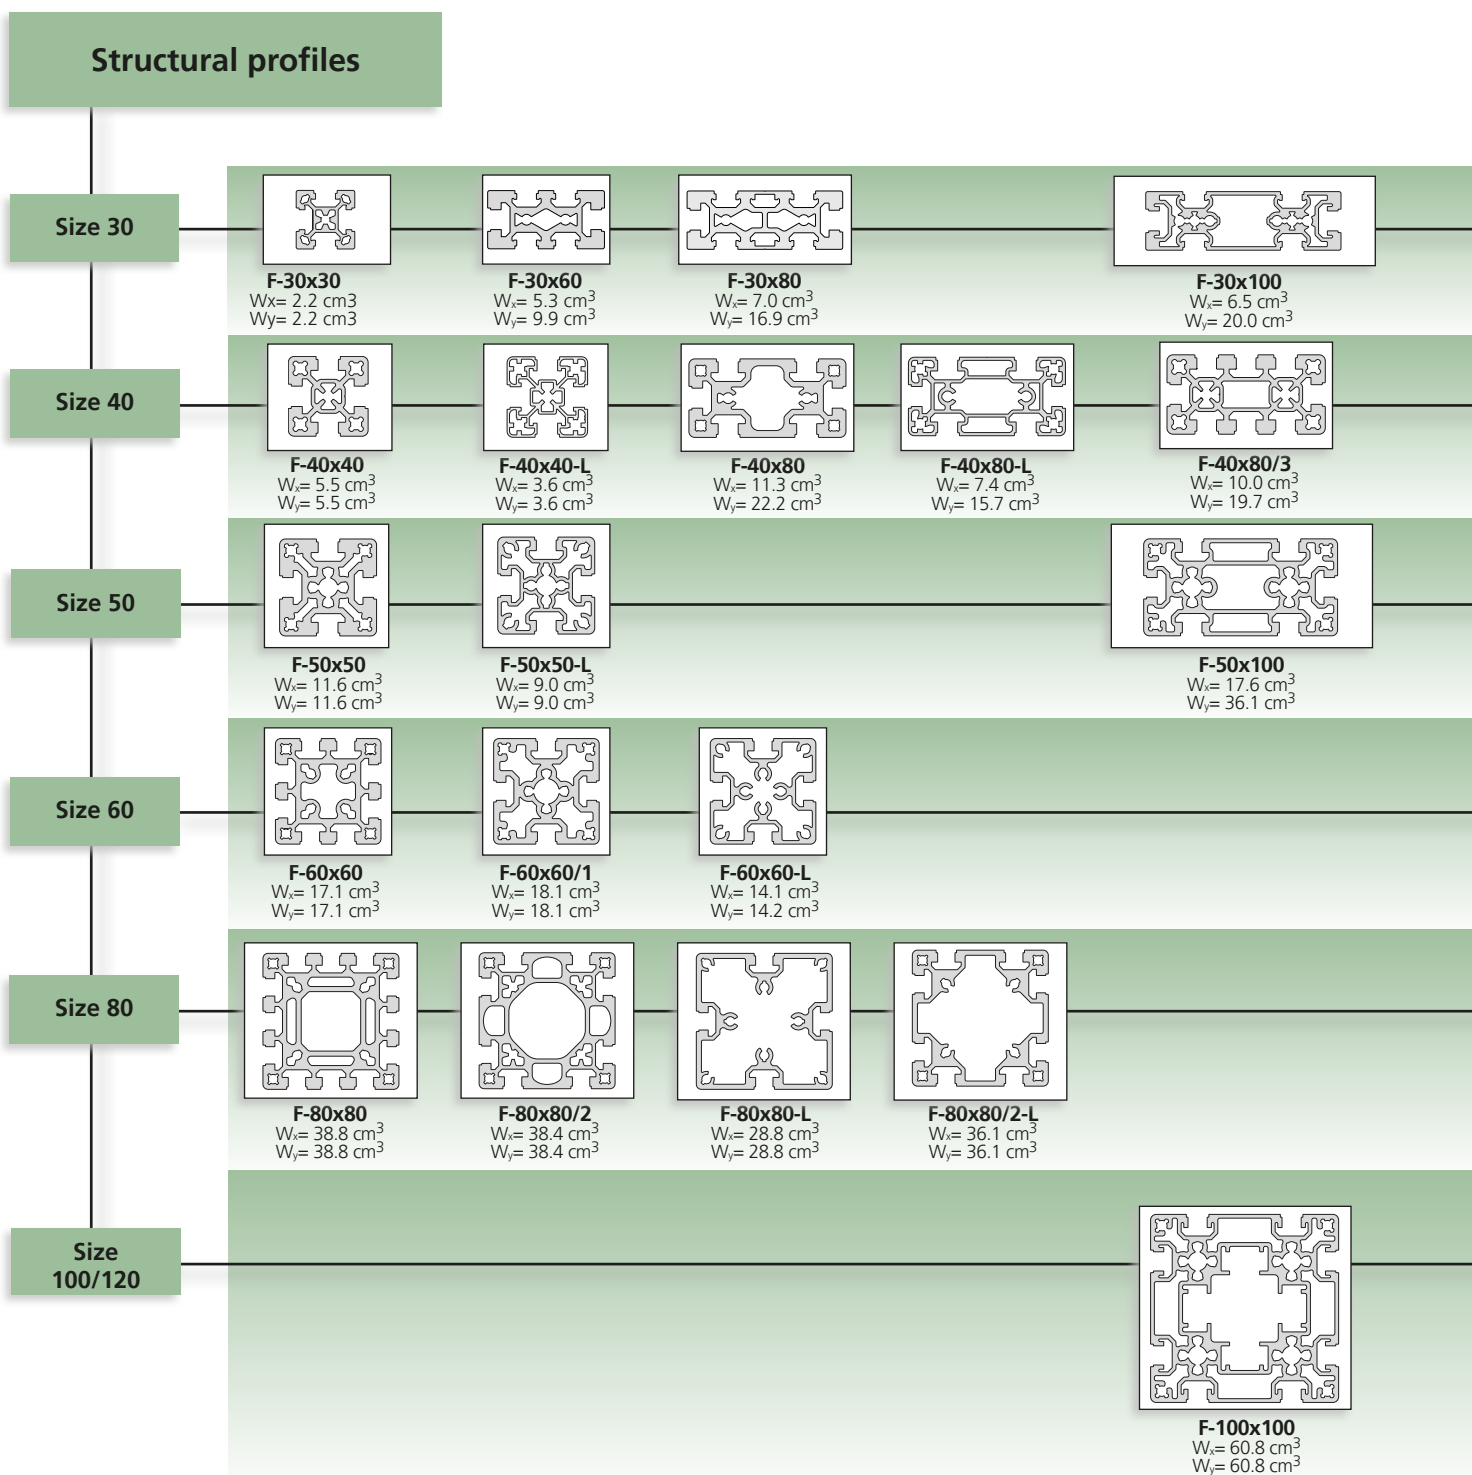 Structural profiles
Size 30
F-30x30
Wx= 2.2 cm3
Wy= 2.2 cm3
F-30x60
Wx= 5.3 cm³
Wy= 9.9 cm³
F-30x80
Wx= 7.0 cm³
Wy= 16.9 cm³
F-30x100
Wx= 6.5 cm³
Wy= 20.0 cm³
Size 40
F-40x40
Wx= 5.5 cm³
Wy= 5.5 cm³
F-40x40-L
Wx= 3.6 cm³
Wy= 3.6 cm³
F-40x80
Wx= 11.3 cm³
Wy= 22.2 cm³
F-40x80-L
Wx= 7.4 cm³
Wy= 15.7 cm³
F-40x80/3
Wx= 10.0 cm³
Wy= 19.7 cm³
Size 50
F-50x50
Wx= 11.6 cm³
Wy= 11.6 cm³
F-50x50-L
Wx= 9.0 cm³
Wy= 9.0 cm³
F-50x100
Wx= 17.6 cm³
Wy= 36.1 cm³
Size 60
F-60x60
Wx= 17.1 cm³
Wy= 17.1 cm³
F-60x60/1
Wx= 18.1 cm³
Wy= 18.1 cm³
F-60x60-L
Wx= 14.1 cm³
Wy= 14.2 cm³
Size 80
F-80x80
Wx= 38.8 cm³
Wy= 38.8 cm³
F-80x80/2
Wx= 38.4 cm³
Wy= 38.4 cm³
F-80x80-L
Wx= 28.8 cm³
Wy= 28.8 cm³
F-80x80/2-L
Wx= 36.1 cm³
Wy= 36.1 cm³
Size
100/120
F-100x100
Wx= 60.8 cm³
Wy= 60.8 cm³